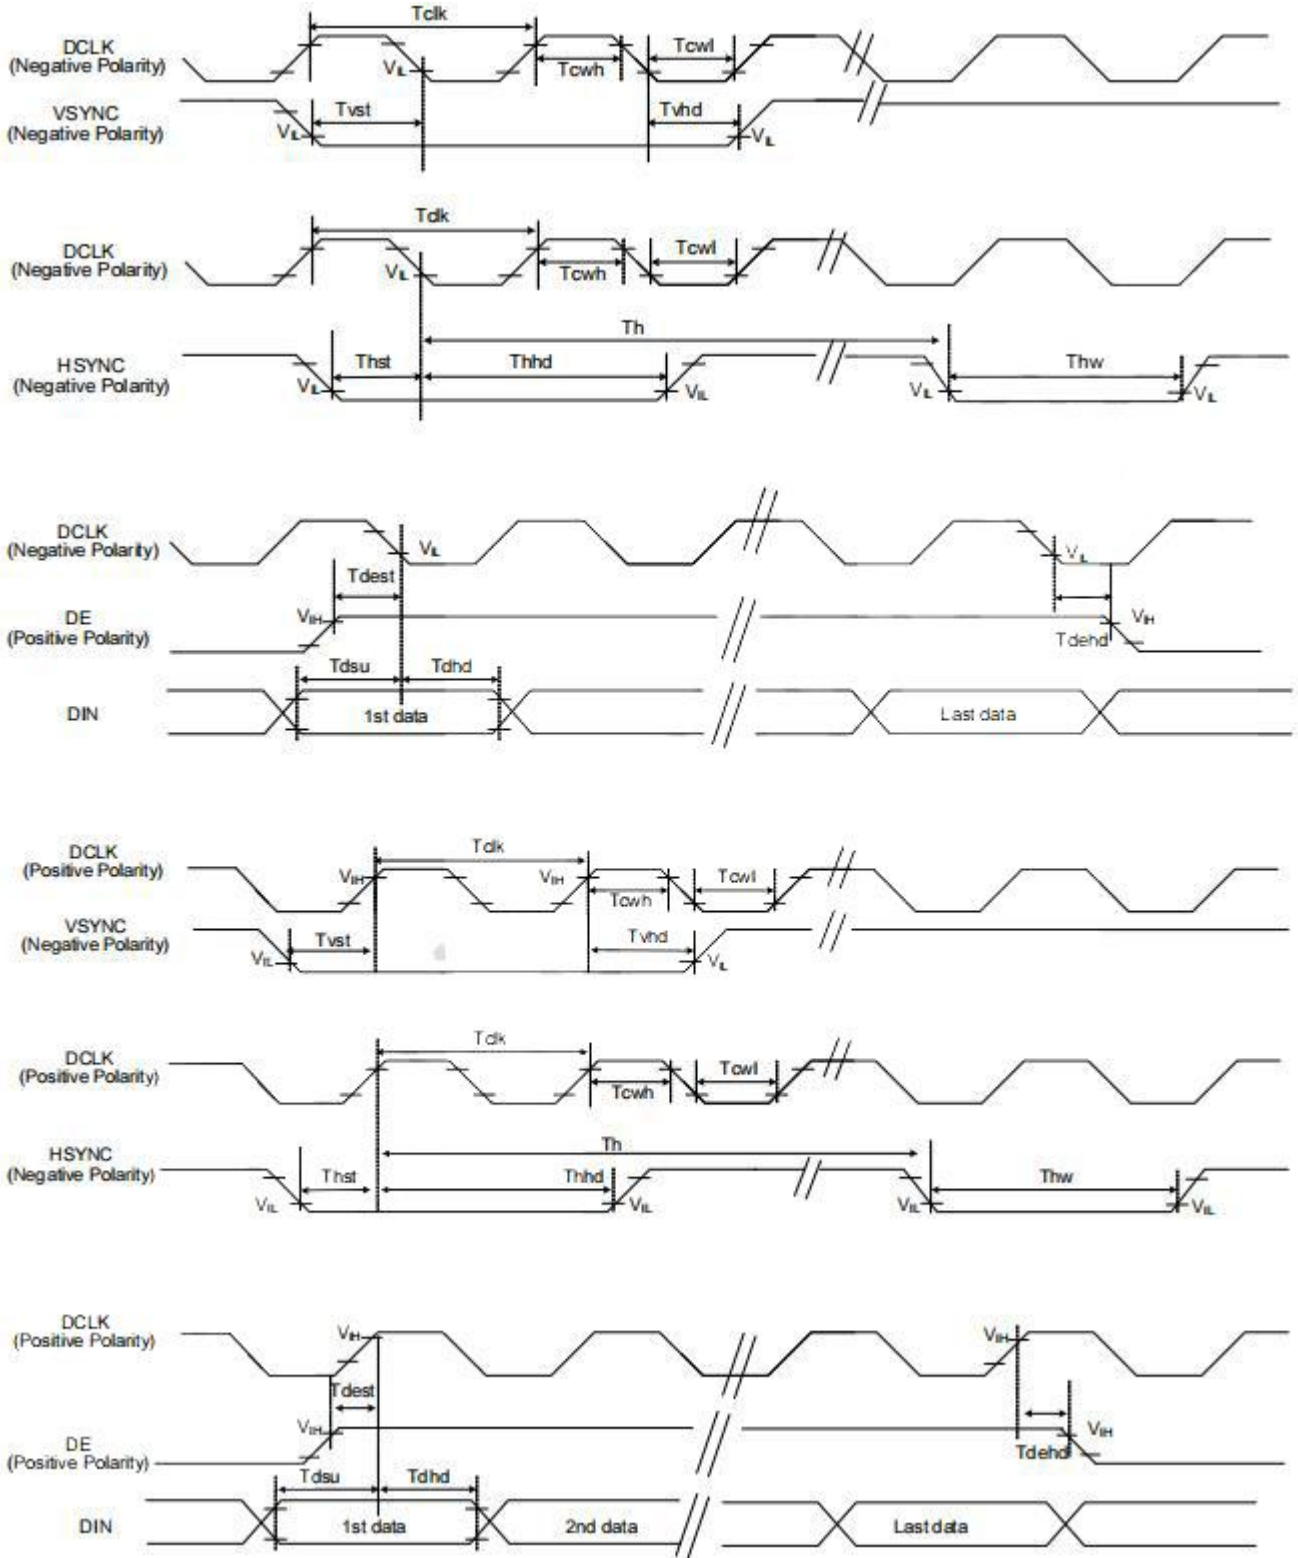 Tclk
DCLK
(Negative Polarity)
VIL
Tcwh
Tcwl
VSYNC
(Negative Polarity)
VIL
Tvst
Tvhd
VIL
Tclk
DCLK
(Negative Polarity)
VIL
Tcwh
Tcwl
Th
HSYNC
(Negative Polarity)
VIL
Thst
Thhd
VIL
VIL
Thw
VIL
DCLK
(Negative Polarity)
VIL
VIL
Tdest
DE
(Positive Polarity)
VIH
VIH
Tdehd
Tdsu
Tdhd
DIN
1st data
Last data
Tclk
DCLK
(Positive Polarity)
VIH
VIH
Tcwh
Tcwl
VSYNC
(Negative Polarity)
VIL
Tvst
Tvhd
VIL
Tclk
DCLK
(Positive Polarity)
Tcwh
Tcwl
Th
HSYNC
(Negative Polarity)
VIL
Thst
Thhd
VIL
VIL
Thw
VIL
DCLK
(Positive Polarity)
VIH
VIH
Tdest
DE
(Positive Polarity)
VIH
VIH
Tdehd
Tdsu
Tdhd
DIN
1st data
2nd data
Last data